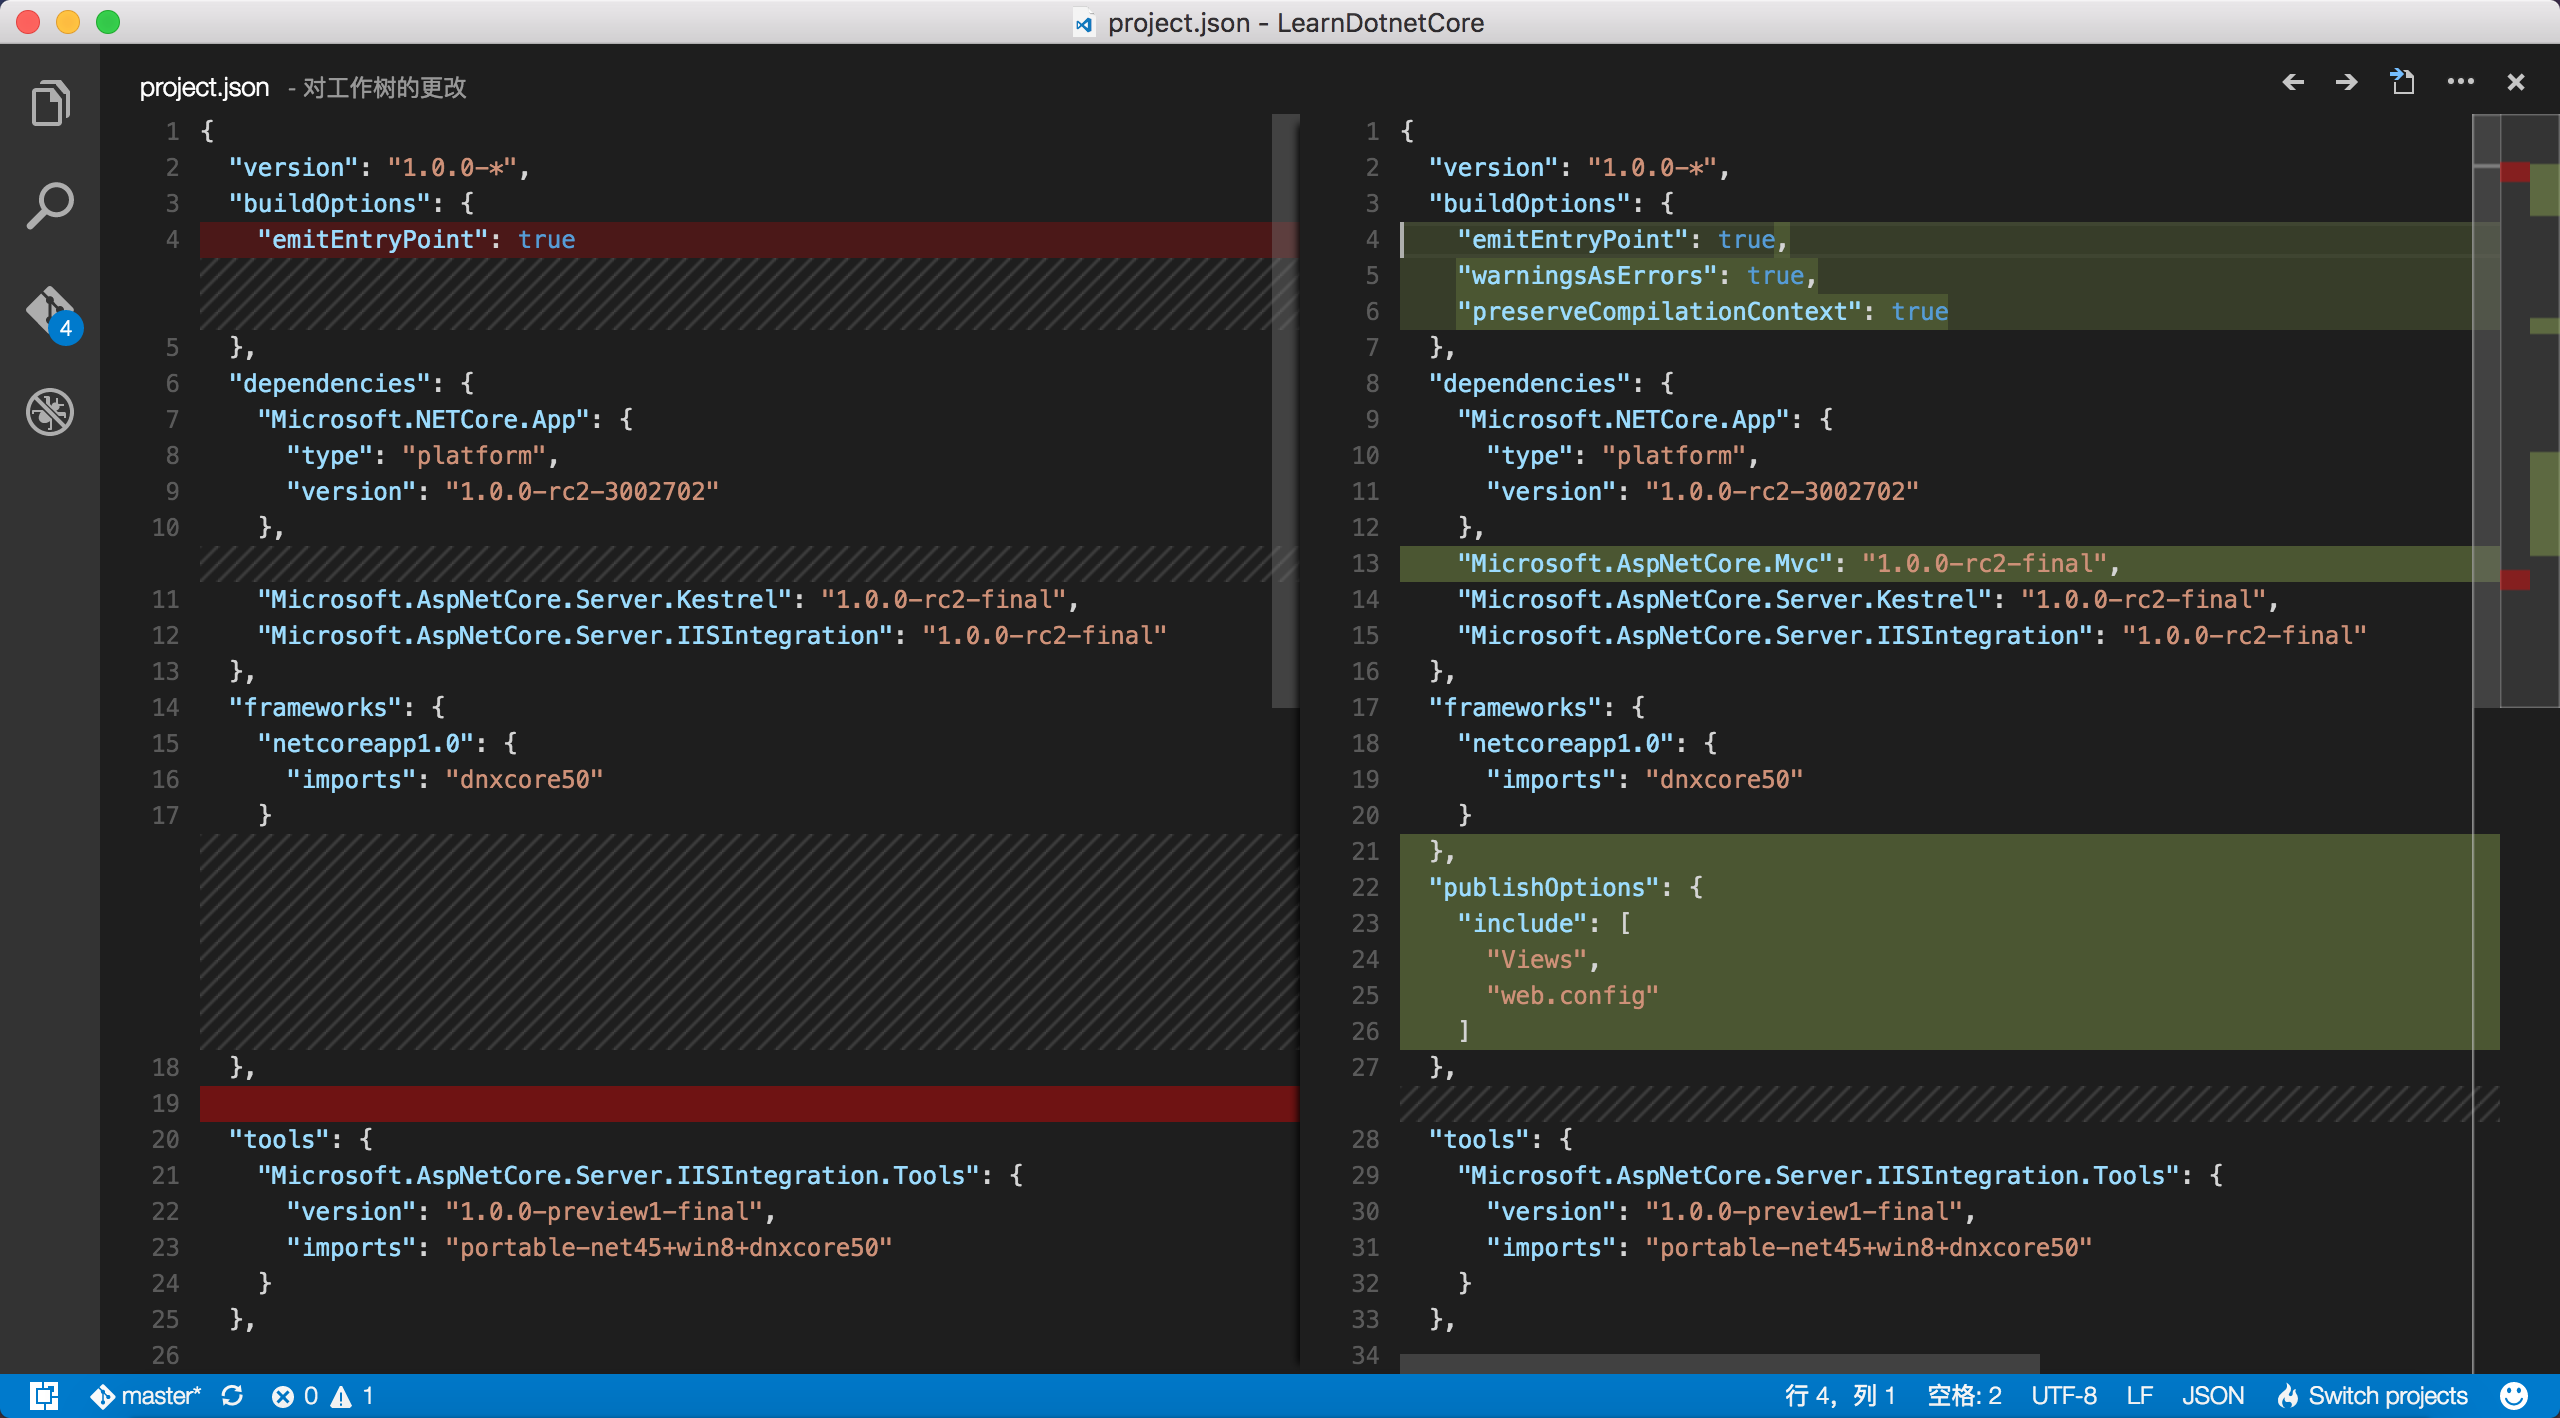 project.json - LearnDotnetCore
project.json - 对工作树的更改
1 {
2 "version": "1.0.0-*",
3 "buildOptions": {
4 "emitEntryPoint": true
5 },
6 "dependencies": {
7 "Microsoft.NETCore.App": {
8 "type": "platform",
9 "version": "1.0.0-rc2-3002702"
10 },
11 "Microsoft.AspNetCore.Server.Kestrel": "1.0.0-rc2-final",
12 "Microsoft.AspNetCore.Server.IISIntegration": "1.0.0-rc2-final"
13 },
14 "frameworks": {
15 "netcoreapp1.0": {
16 "imports": "dnxcore50"
17 }
18 },
19
20 "tools": {
21 "Microsoft.AspNetCore.Server.IISIntegration.Tools": {
22 "version": "1.0.0-preview1-final",
23 "imports": "portable-net45+win8+dnxcore50"
24 }
25 },
26
1 {
2 "version": "1.0.0-*",
3 "buildOptions": {
4 "emitEntryPoint": true,
5 "warningsAsErrors": true,
6 "preserveCompilationContext": true
7 },
8 "dependencies": {
9 "Microsoft.NETCore.App": {
10 "type": "platform",
11 "version": "1.0.0-rc2-3002702"
12 },
13 "Microsoft.AspNetCore.Mvc": "1.0.0-rc2-final",
14 "Microsoft.AspNetCore.Server.Kestrel": "1.0.0-rc2-final",
15 "Microsoft.AspNetCore.Server.IISIntegration": "1.0.0-rc2-final"
16 },
17 "frameworks": {
18 "netcoreapp1.0": {
19 "imports": "dnxcore50"
20 }
21 },
22 "publishOptions": {
23 "include": [
24 "Views",
25 "web.config"
26 ]
27 },
28 "tools": {
29 "Microsoft.AspNetCore.Server.IISIntegration.Tools": {
30 "version": "1.0.0-preview1-final",
31 "imports": "portable-net45+win8+dnxcore50"
32 }
33 },
34
4
master* 0 1 行 4，列 1 空格: 2 UTF-8 LF JSON Switch projects